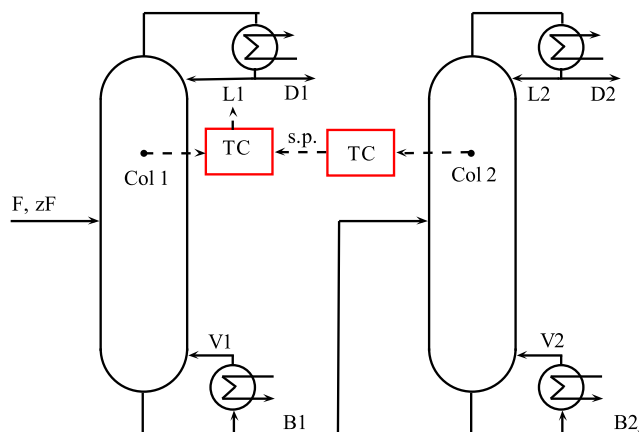 L1
D1
L2
D2
s.p.
TC
TC
Col 1
Col 2
F, zF
V1
V2
B1
B2